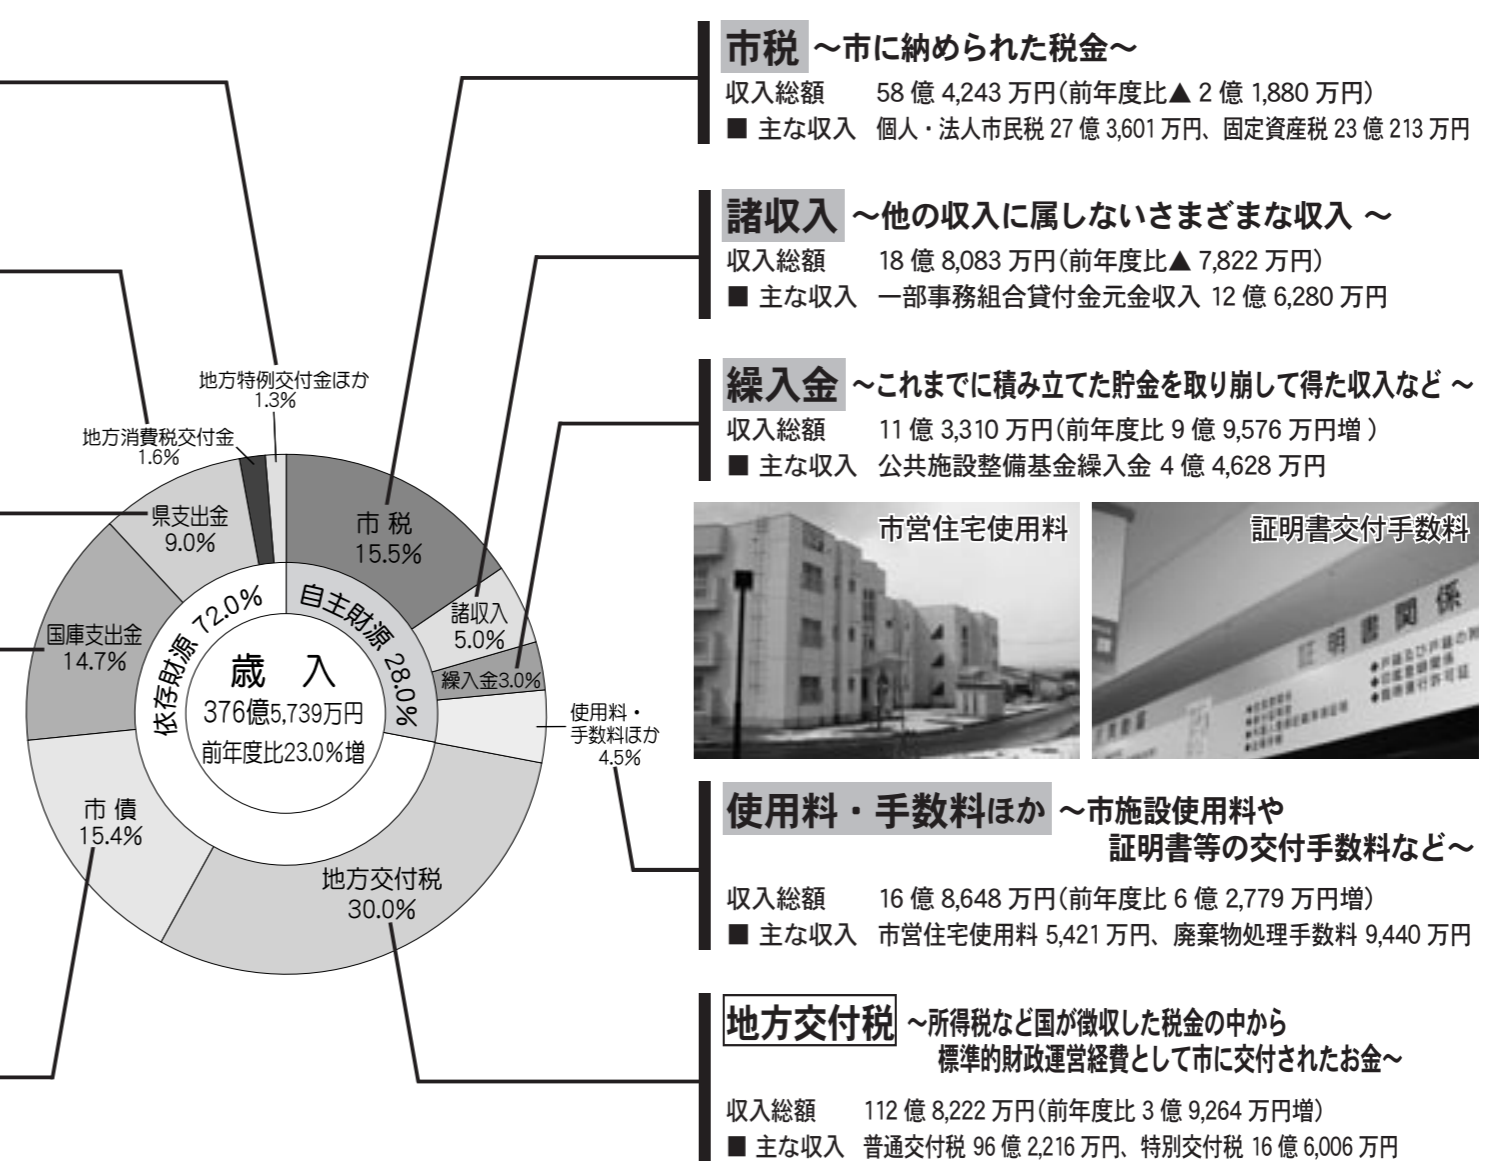 市税 ～市に納められた税金～
収入総額 58億4,243万円(前年度比▲2億1,880万円)
■ 主な収入 個人・法人市民税27億3,601万円、固定資産税23億213万円
諸収入 ～他の収入に属しないさまざまな収入 ～
収入総額 18億8,083万円(前年度比▲7,822万円)
■ 主な収入 一部事務組合貸付金元金収入 12億6,280万円
繰入金 ～これまでに積み立てた貯金を取り崩して得た収入など ～
収入総額 11億3,310万円(前年度比9億9,576万円増)
■ 主な収入 公共施設整備基金繰入金 4億4,628万円
市営住宅使用料
証明書交付手数料
証明書関係
使用料・手数料ほか ～市施設使用料や
証明書等の交付手数料など～
収入総額 16億8,648万円(前年度比6億2,779万円増)
■ 主な収入 市営住宅使用料 5,421万円、廃棄物処理手数料 9,440万円
地方交付税 ～所得税など国が徴収した税金の中から
標準的財政運営経費として市に交付されたお金～
収入総額 112億8,222万円(前年度比3億9,264万円増)
■ 主な収入 普通交付税 96億2,216万円、特別交付税 16億6,006万円
地方特例交付金ほか
1.3%
地方消費税交付金
1.6%
県支出金
9.0%
国庫支出金
14.7%
市債
15.4%
地方交付税
30.0%
使用料・
手数料ほか
4.5%
繰入金3.0%
諸収入
5.0%
市税
15.5%
依存財源 72.0%
自主財源 28.0%
歳 入
376億5,739万円
前年度比23.0%増